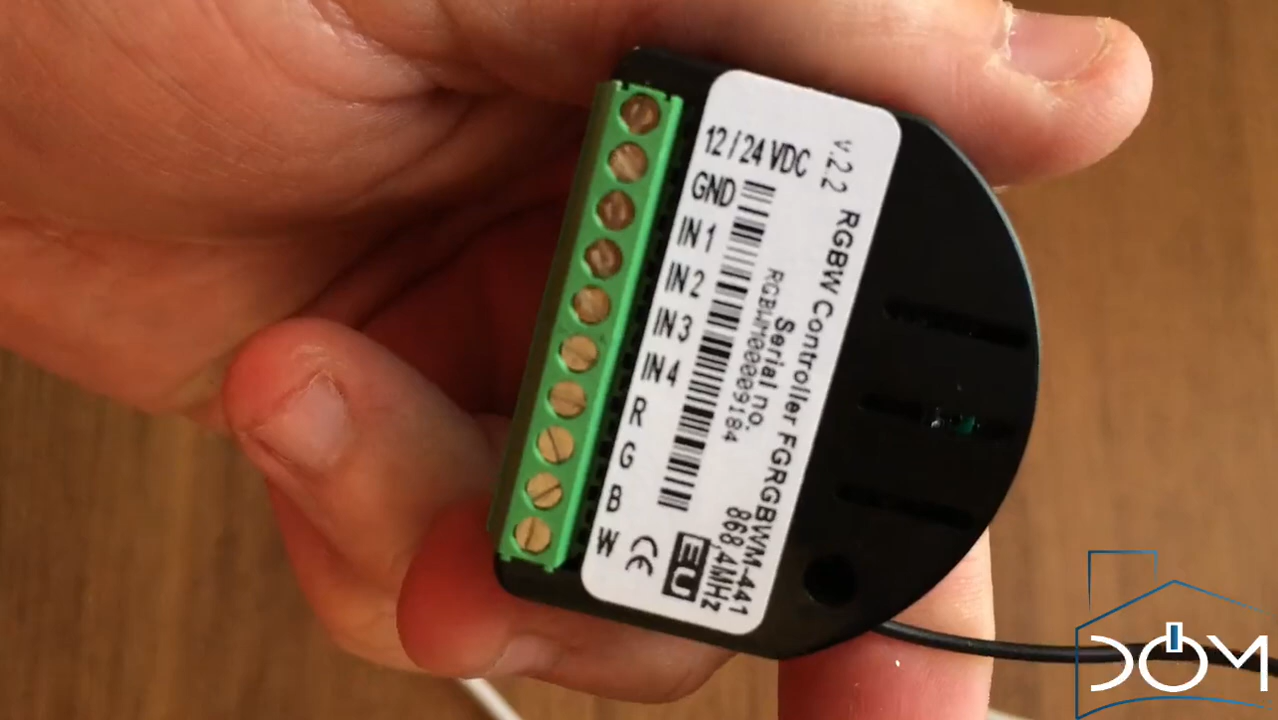 12 / 24 VDC
GND
IN 1
IN 2
IN 3
IN 4
R
G
B
W
v.2.2 RGBW Controller FGRGBWM-441
Serial no. 868,4MHz
RGBWM100009184
CE
EU
DOM